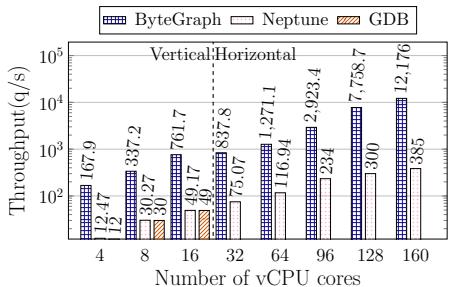 ByteGraph Neptune GDB
Vertical Horizontal
Throughput(q/s)
10^5
10^4
10^3
10^2
167.9 12.47 12
337.2 30.27 30
761.7 49.17 49
837.8 75.07
1,271.1 116.94
2,923.4 234
7,758.7 300
12,176 385
4 8 16 32 64 96 128 160
Number of vCPU cores